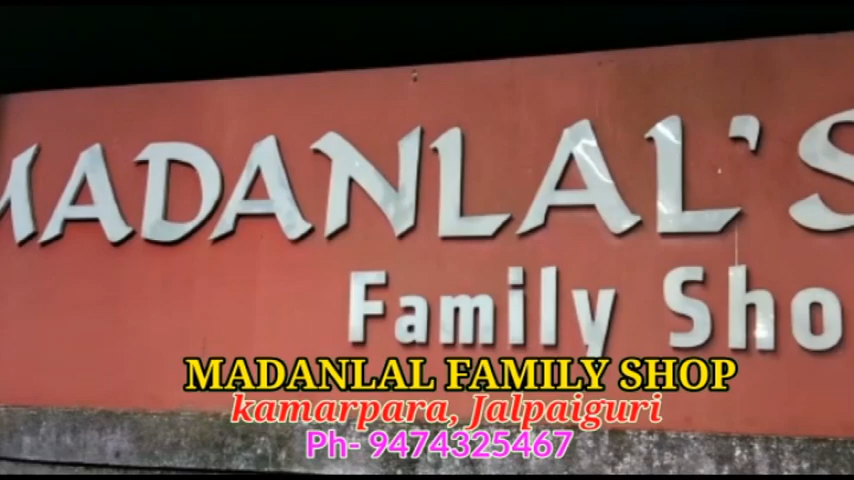 MADANLAL'S
Family Sho
MADANLAL FAMILY SHOP
kamarpara, Jalpaiguri
Ph- 9474325467